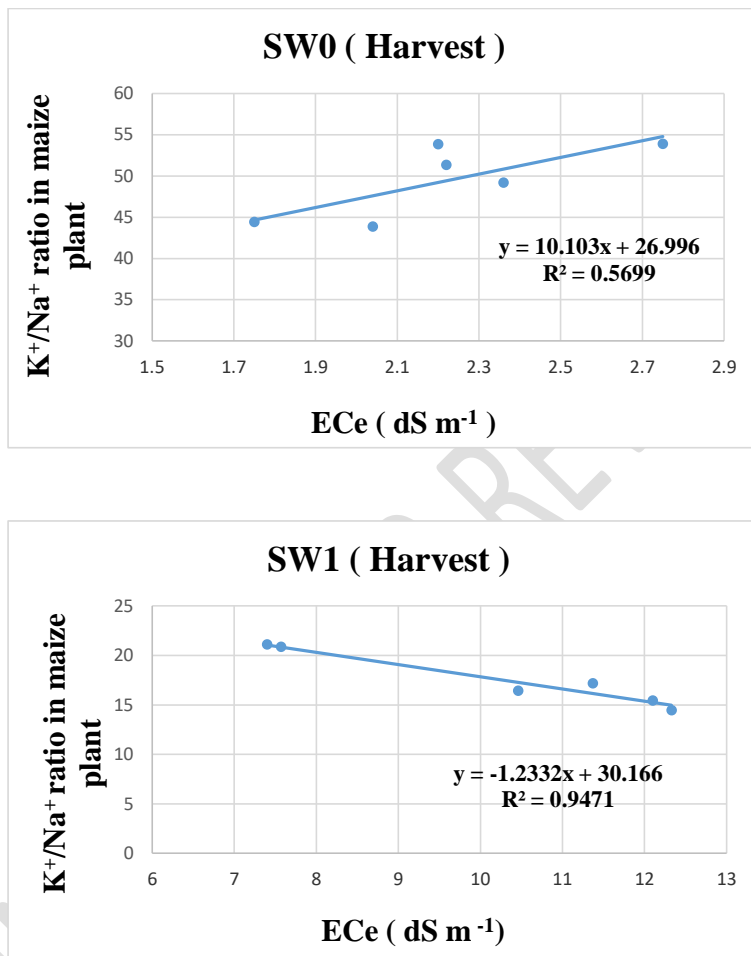 SW0 ( Harvest )
K⁺/Na⁺ ratio in maize
plant
60
55
50
45
40
35
30
y = 10.103x + 26.996
R² = 0.5699
1.5 1.7 1.9 2.1 2.3 2.5 2.7 2.9
ECe ( dS m⁻¹ )
SW1 ( Harvest )
K⁺/Na⁺ ratio in maize
plant
25
20
15
10
5
0
y = -1.2332x + 30.166
R² = 0.9471
6 7 8 9 10 11 12 13
ECe ( dS m ⁻¹)